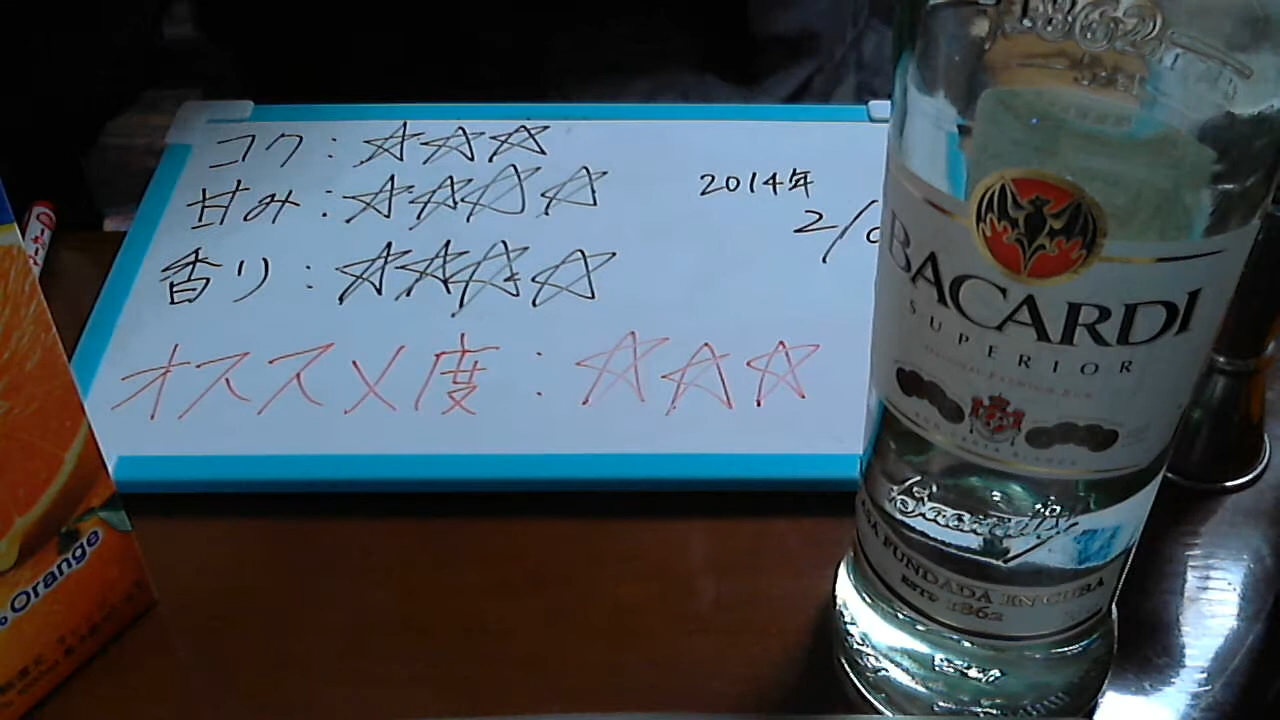 コク：☆☆☆
甘み：☆☆☆☆
香り：☆☆☆☆
オススメ度：☆☆☆
2014年
2/
1862
BACARDI
SUPERIOR
Bacardi
FUNDADA EN CUBA
ESTD 1862
Orange